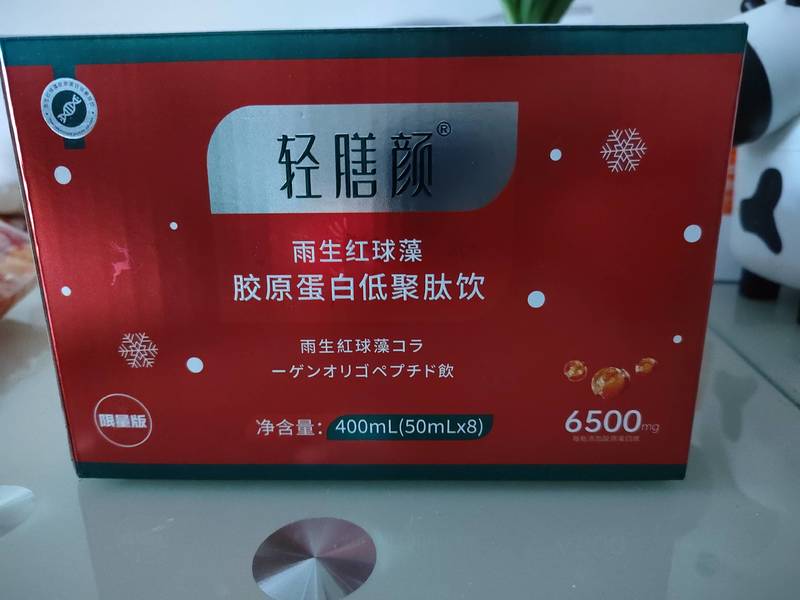 轻膳颜®
雨生红球藻
胶原蛋白低聚肽饮
雨生紅球藻コラ
ーゲンオリゴペプチド飲
限量版
净含量: 400mL(50mLx8)
6500mg